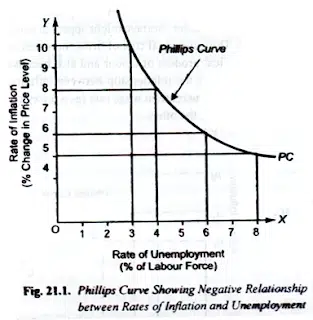 Y
Rate of Inflation
(% Change in Price Level)
10
9
8
7
6
5
4
Phillips Curve
PC
O 1 2 3 4 5 6 7 8 X
Rate of Unemployment
(% of Labour Force)
Fig. 21.1. Phillips Curve Showing Negative Relationship
between Rates of Inflation and Unemployment